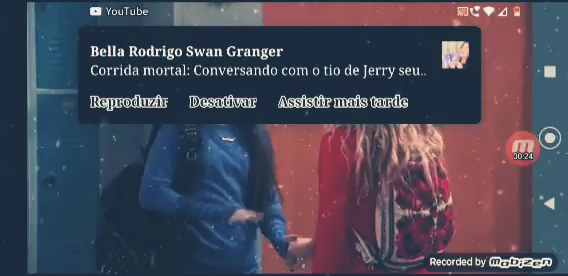 YouTube
Bella Rodrigo Swan Granger
Corrida mortal: Conversando com o tio de Jerry seu..
Reproduzir Desativar Assistir mais tarde
00:24
Recorded by Mobizen